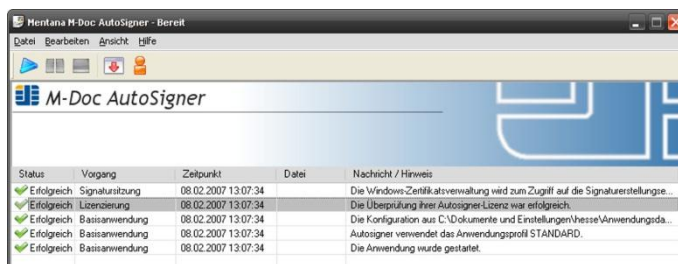 Mentana M-Doc AutoSigner - Bereit
Datei Bearbeiten Ansicht Hilfe
M-Doc AutoSigner
Status Vorgang Zeitpunkt Datei Nachricht / Hinweis
Erfolgreich Signatursitzung 08.02.2007 13:07:34 Die Windows-Zertifikatsverwaltung wird zum Zugriff auf die Signaturerstellungse...
Erfolgreich Lizenzierung 08.02.2007 13:07:34 Die Überprüfung ihrer Autosigner-Lizenz war erfolgreich.
Erfolgreich Basisanwendung 08.02.2007 13:07:34 Die Konfiguration aus C:\Dokumente und Einstellungen\hesse\Anwendungsda...
Erfolgreich Basisanwendung 08.02.2007 13:07:34 Autosigner verwendet das Anwendungsprofil STANDARD.
Erfolgreich Basisanwendung 08.02.2007 13:07:34 Die Anwendung wurde gestartet.